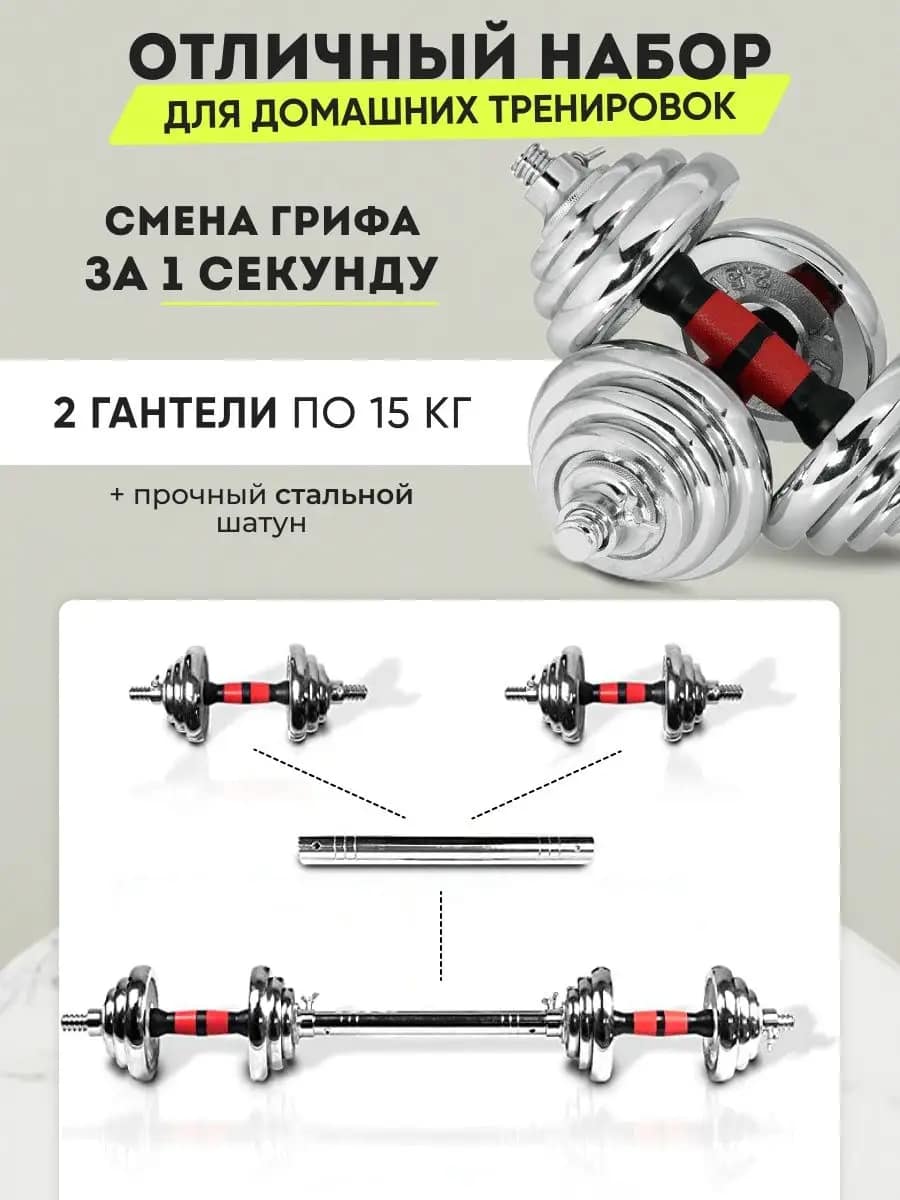 ОТЛИЧНЫЙ НАБОР
ДЛЯ ДОМАШНИХ ТРЕНИРОВОК
СМЕНА ГРИФА
ЗА 1 СЕКУНДУ
2 ГАНТЕЛИ ПО 15 КГ
+ прочный стальной
шатун